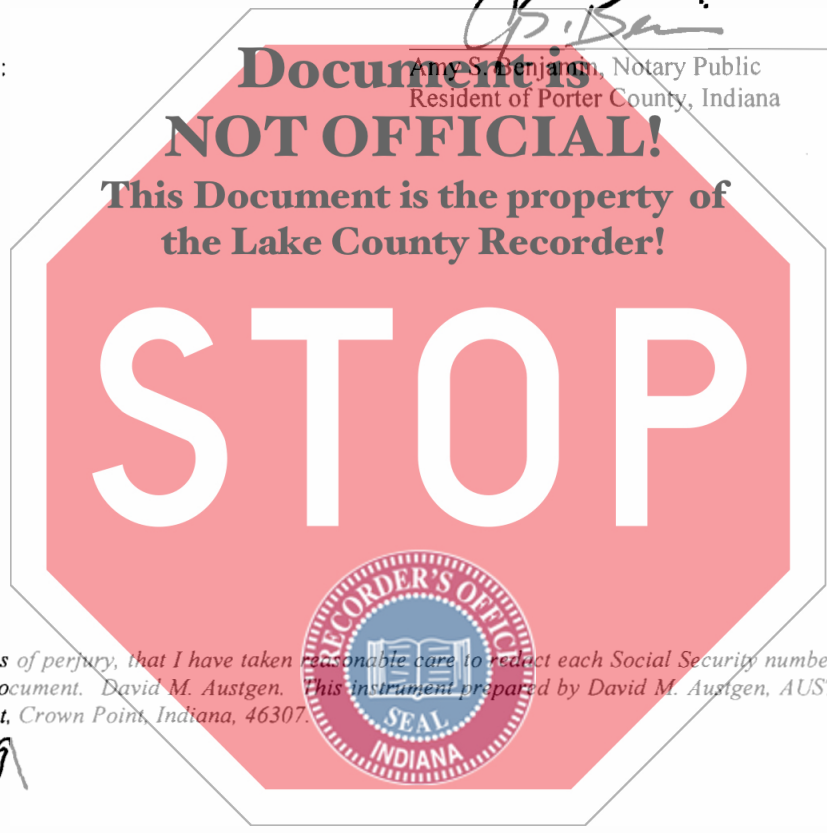 :
Document is
Amy S. Benjamin, Notary Public
Resident of Porter County, Indiana
NOT OFFICIAL!
This Document is the property of
the Lake County Recorder!
STOP
RECORDER'S OFFICE
SEAL
INDIANA
s of perjury, that I have taken reasonable care to redact each Social Security numbe
ocument. David M. Austgen. This instrument prepared by David M. Austgen, AUS
t, Crown Point, Indiana, 46307.